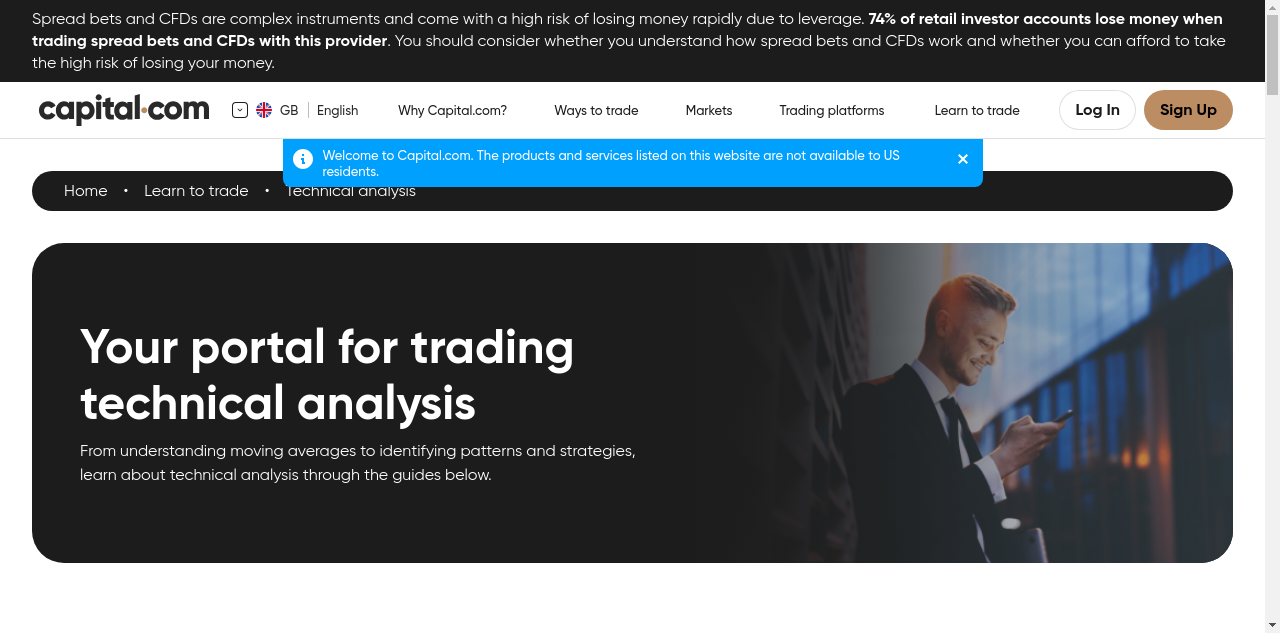 Spread bets and CFDs are complex instruments and come with a high risk of losing money rapidly due to leverage. 74% of retail investor accounts lose money when
trading spread bets and CFDs with this provider. You should consider whether you understand how spread bets and CFDs work and whether you can afford to take
the high risk of losing your money.
capital.com GB English Why Capital.com? Ways to trade Markets Trading platforms Learn to trade Log In Sign Up
Welcome to Capital.com. The products and services listed on this website are not available to US
residents.
Home • Learn to trade • Technical analysis
Your portal for trading
technical analysis
From understanding moving averages to identifying patterns and strategies,
learn about technical analysis through the guides below.